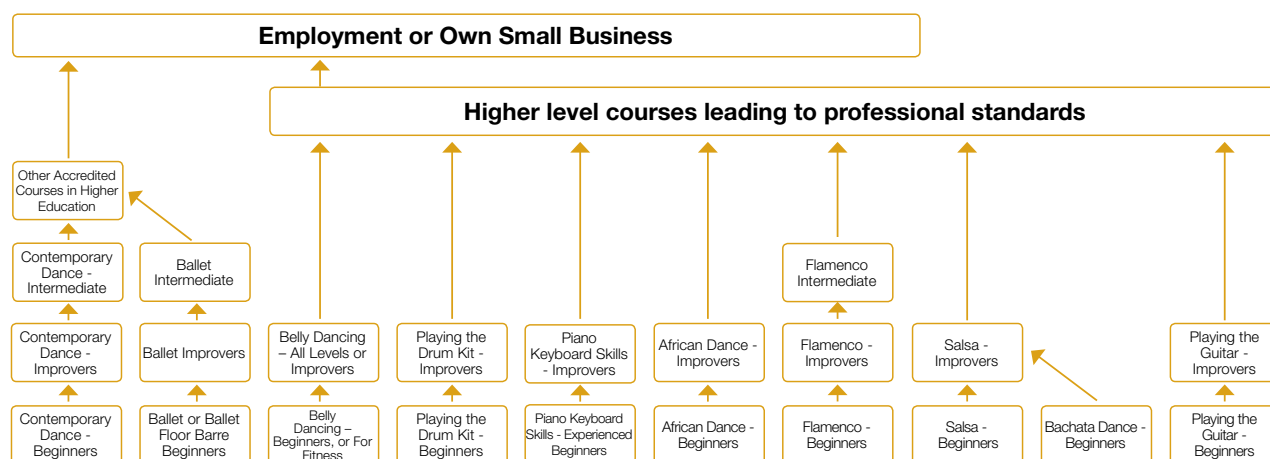 Employment or Own Small Business
Higher level courses leading to professional standards
Other Accredited
Courses in Higher
Education
Contemporary
Dance -
Intermediate
Ballet
Intermediate
Flamenco
Intermediate
Contemporary
Dance -
Improvers
Ballet Improvers
Belly Dancing
– All Levels or
Improvers
Playing the
Drum Kit -
Improvers
Piano
Keyboard Skills
- Improvers
African Dance -
Improvers
Flamenco -
Improvers
Salsa -
Improvers
Playing the
Guitar -
Improvers
Contemporary
Dance -
Beginners
Ballet or Ballet
Floor Barre
Beginners
Belly
Dancing –
Beginners, or For
Fitness
Playing the
Drum Kit -
Beginners
Piano Keyboard
Skills - Experienced
Beginners
African Dance -
Beginners
Flamenco -
Beginners
Salsa -
Beginners
Bachata Dance -
Beginners
Playing the
Guitar -
Beginners